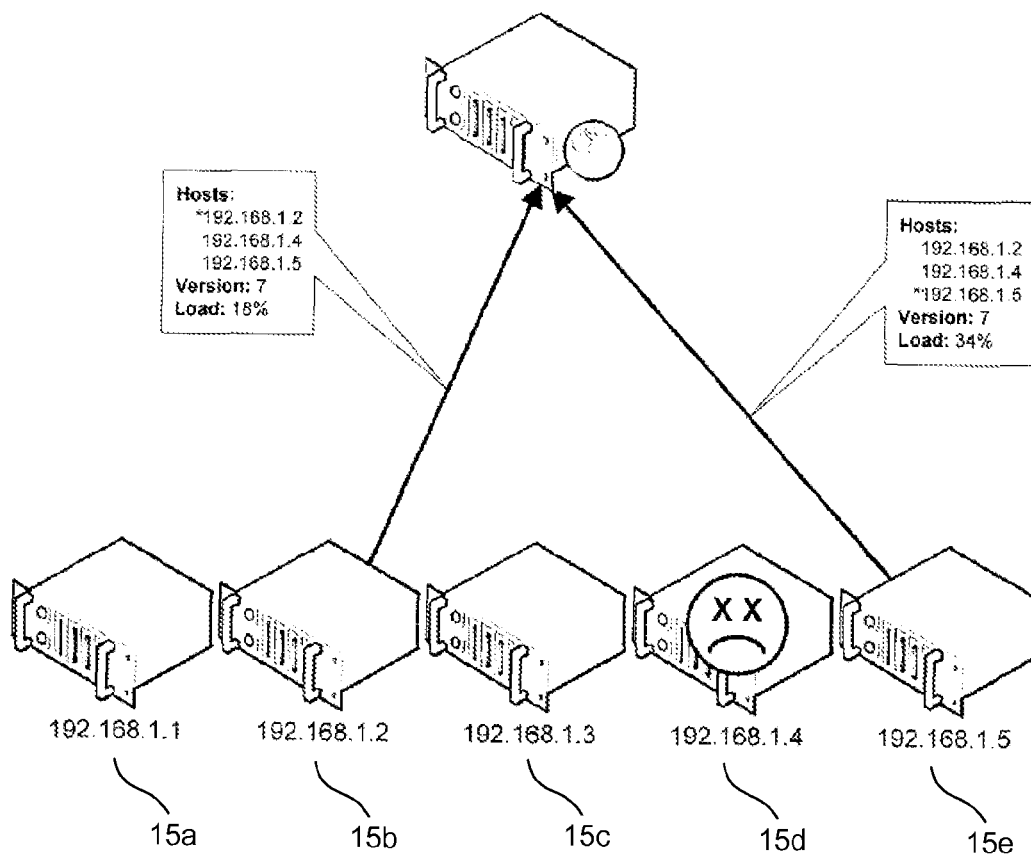 Hosts:
*192.168.1.2
192.168.1.4
192.168.1.5
Version: 7
Load: 18%
Hosts:
192.168.1.2
192.168.1.4
*192.168.1.5
Version: 7
Load: 34%
X X
192.168.1.1
192.168.1.2
192.168.1.3
192.168.1.4
192.168.1.5
15a
15b
15c
15d
15e